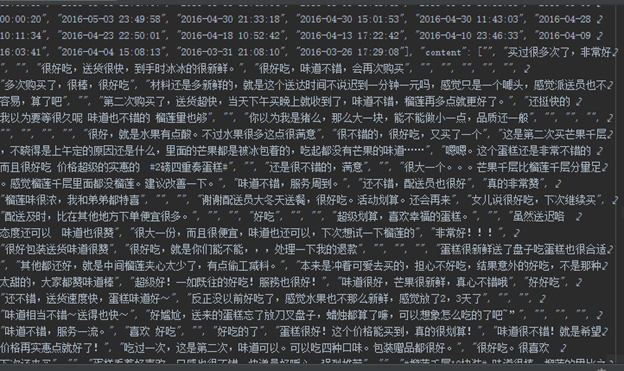 00:00:20", "2016-05-03 23:49:58", "2016-04-30 21:33:18", "2016-04-30 15:01:53", "2016-04-30 11:43:03", "2016-04-28
10:11:34", "2016-04-23 22:50:01", "2016-04-18 10:52:42", "2016-04-13 17:22:42", "2016-04-10 23:46:33", "2016-04-09
16:03:41", "2016-04-04 15:08:13", "2016-03-31 21:08:10", "2016-03-26 17:29:08"], "content": ["", "买过很多次了，非常好
", "", "很好吃，送货很快，到手时冰冰的很新鲜。", "很好吃，味道不错，会再次购买", "", "", "", "", "", "",
"多次购买了，很棒，很好吃", "材料还是多新鲜的，就是这个送达时间不说迟到一分钟一元吗，感觉只是一个噱头，感觉派送员也不
容易，算了吧", "", "第二次购买了，送货超快，当天下午买晚上就收到了，味道不错，榴莲再多点就更好了。", "还挺快的
我以为要等很久呢 味道也不错的 榴莲里也够", "", "你以为我是猪么，那么大一块，能不能做小一点，品质还一般", "", "", "",
"", "", "", "", "很好，就是水果有点酸。不过水果很多这点很满意", "很不错的，很好吃，又买了一个", "这是第二次买芒果千层
，不晓得是上午定的原因还是什么，里面的芒果都是被冰包着的，吃起都没有芒果的味道……", "嗯嗯。这个蛋糕还是非常不错的
而且很好吃 价格超级的实惠的 #2磅四重奏蛋糕#", "", "还是很不错的，满意", "", "很大一个。。。芒果千层比榴莲千层分量足
。感觉榴莲千层里面都没榴莲。建议改善一下。", "味道不错，服务周到。", "还不错，配送员也很好", "真的非常赞",
"榴莲味很浓，我和弟弟都特喜", "", "", "谢谢配送员大冬天送餐，很好吃。活动划算。还会再来", "女儿说很好吃，下次继续买",
"配送及时，比在其他地方下单便宜很多。", "", "", "好吃", "", "", "超级划算，喜欢幸福的蛋糕。", "", "虽然送迟咯
态度还可以 味道也很赞", "很大一份，而且很便宜，味道也还可以，下次想试一下榴莲的", "非常好！！！",
"很好包装送货味道很赞", "很好吃，就是你们能不能，，，处理一下我的退款", "", "", "", "蛋糕很新鲜送了盘子吃蛋糕也很合适
", "其他都还好，就是中间榴莲夹心太少了，有点偷工减料。", "本来是冲着可爱去买的，担心不好吃，结果意外的好吃，不是那种
太甜的，大家都赞味道棒", "超级好！一如既往的好吃！服务也很好！", "味道很好，芒果很新鲜，真心不错哦", "好好吃",
"还不错，送货速度快，蛋糕味道好～", "反正没以前好吃了，感觉水果也不那么新鲜，感觉放了2，3天了", "", "",
"味道相当不错～送得也快～", "好尴尬，送来的蛋糕忘了放刀叉盘子，蜡烛都算了嘛，可以想象怎么吃的了吧"", "", "",
"味道不错，服务一流。", "喜欢 好吃", "", "好吃的了", "蛋糕很好！这个价格能买到，真的很划算！", "味道很不错！就是希望
价格再实惠点就好了！", "吃过一次，这是第二次，味道可以。可以吃四种口味。包装赠品都很好。", "很好吃。很喜欢